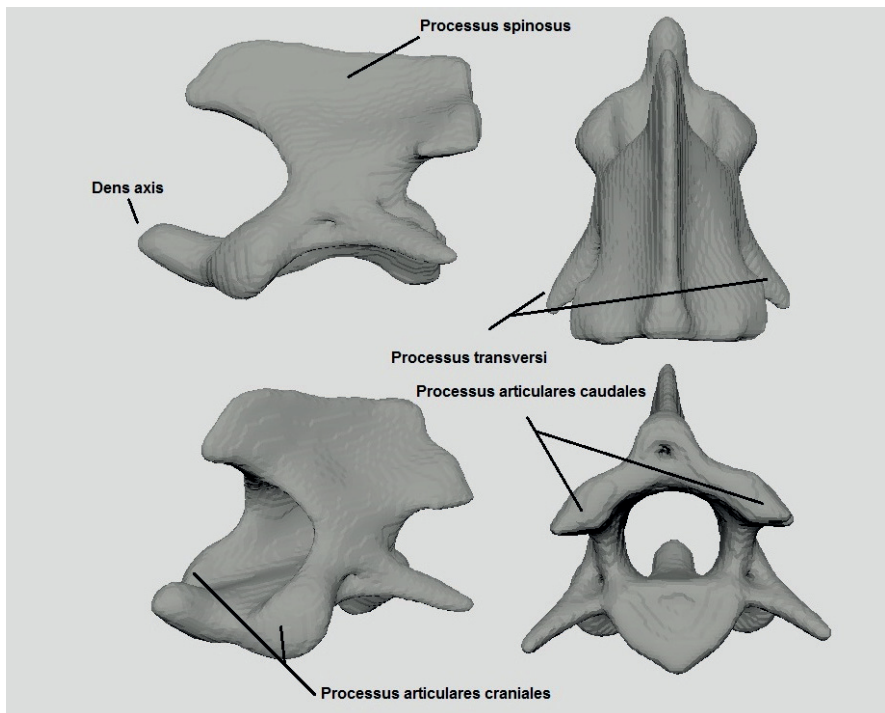 Processus spinosus
Dens axis
Processus transversi
Processus articulares caudales
Processus articulares craniales